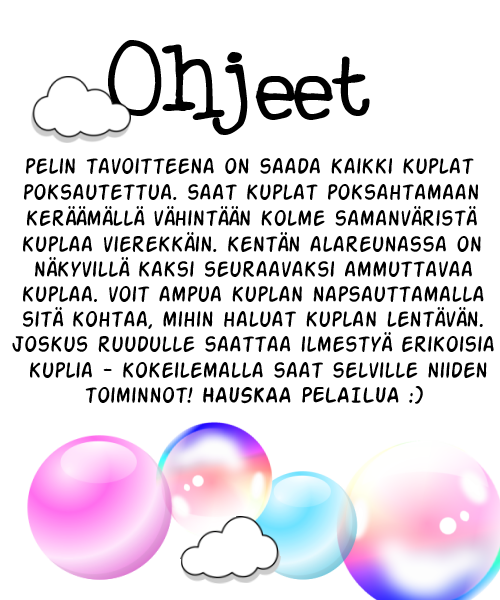 Ohjeet
PELIN TAVOITTEENA ON SAADA KAIKKI KUPLAT
POKSAUTETTUA. SAAT KUPLAT POKSAHTAMAAN
KERÄÄMÄLLÄ VÄHINTÄÄN KOLME SAMANVÄRISTÄ
KUPLAA VIEREKKÄIN. KENTÄN ALAREUNASSA ON
NÄKYVILLÄ KAKSI SEURAAVAKSI AMMUTTAVAA
KUPLAA. VOIT AMPUA KUPLAN NAPSAUTTAMALLA
SITÄ KOHTAA, MIHIN HALUAT KUPLAN LENTÄVÄN.
JOSKUS RUUDULLE SAATTAA ILMESTYÄ ERIKOISIA
KUPLIA - KOKEILEMALLA SAAT SELVILLE NIIDEN
TOIMINNOT! HAUSKAA PELAILUA :)